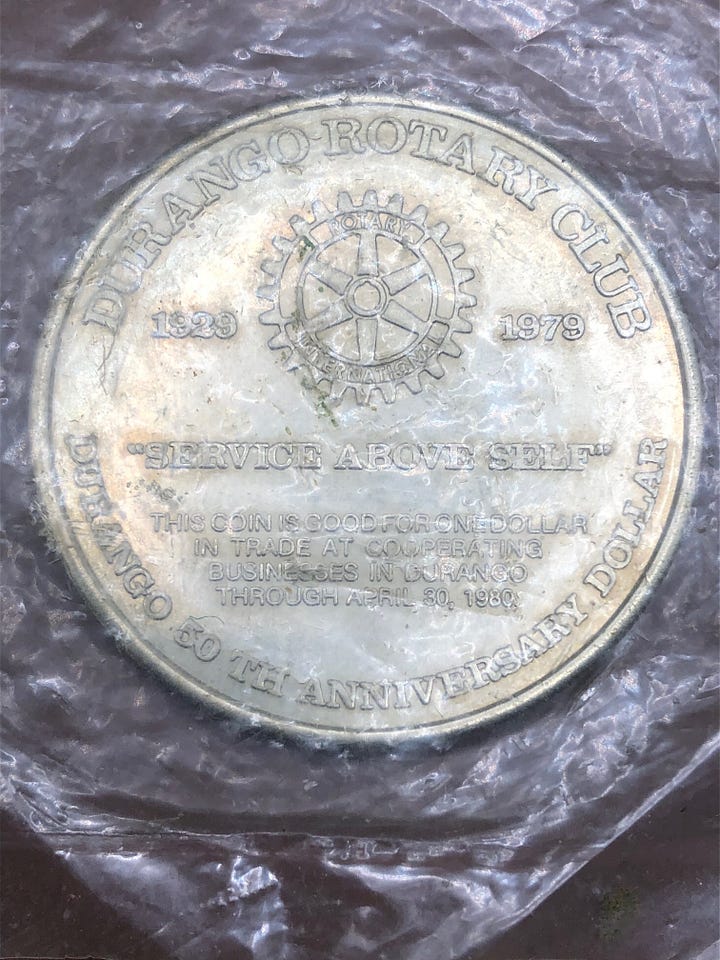 DURANGO ROTARY CLUB
ROTARY
INTERNATIONAL
1929 1979
"SERVICE ABOVE SELF"
THIS COIN IS GOOD FOR ONE DOLLAR
IN TRADE AT COOPERATING
BUSINESSES IN DURANGO
THROUGH APRIL 30, 1980.
DURANGO 50 TH ANNIVERSARY DOLLAR